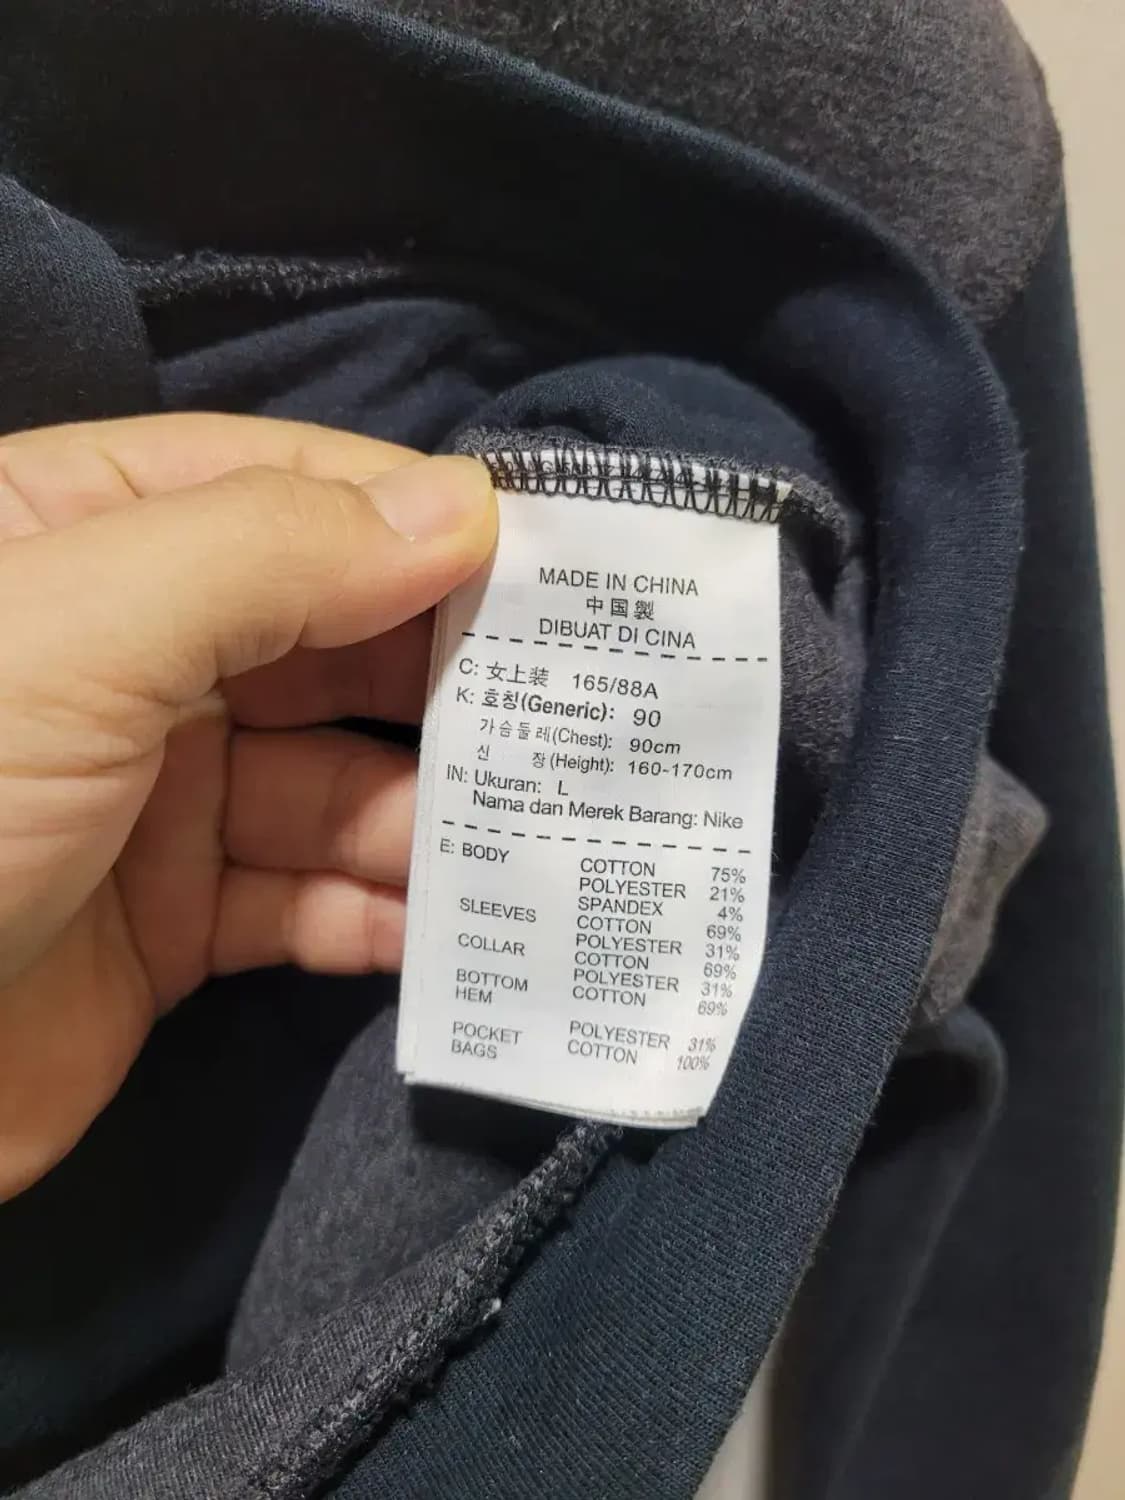 MADE IN CHINA
中国製
DIBUAT DI CINA
C: 女上装 165/88A
K: 호칭(Generic): 90
가슴둘레(Chest): 90cm
신 장(Height): 160-170cm
IN: Ukuran: L
Nama dan Merek Barang: Nike
E: BODY COTTON 75%
POLYESTER 21%
SPANDEX 4%
SLEEVES COTTON 69%
POLYESTER 31%
COLLAR COTTON 69%
POLYESTER 31%
BOTTOM HEM COTTON 69%
POLYESTER 31%
POCKET BAGS COTTON 100%